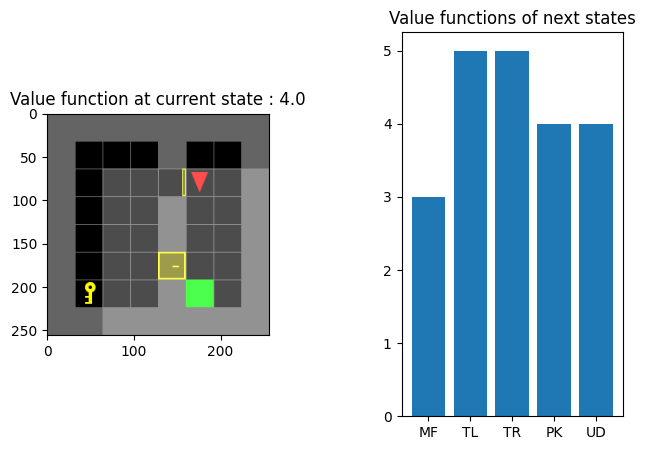 Value function at current state : 4.0
0
50
100
150
200
250
0
100
200
Value functions of next states
5
4
3
2
1
0
MF
TL
TR
PK
UD